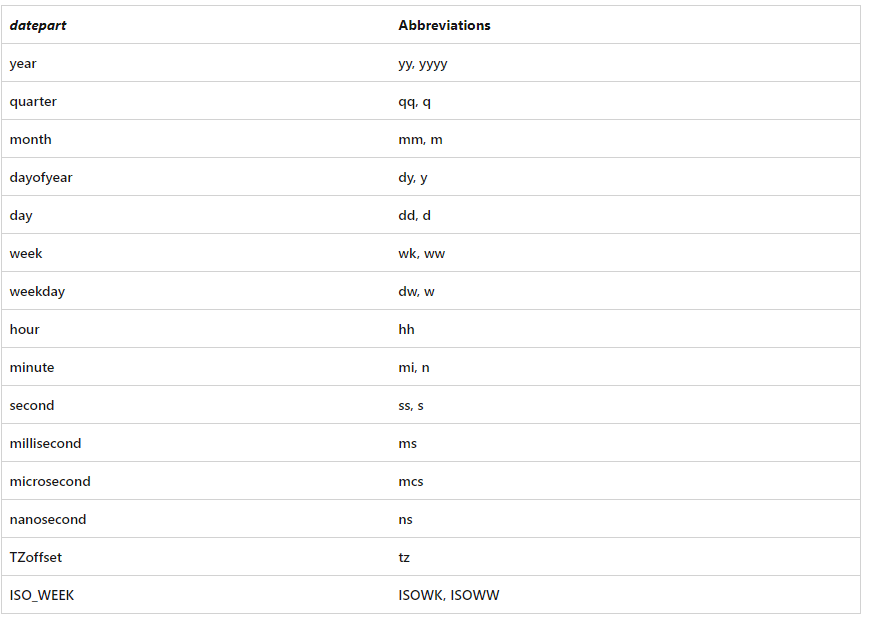 datepart Abbreviations
year yy, yyyy
quarter qq, q
month mm, m
dayofyear dy, y
day dd, d
week wk, ww
weekday dw, w
hour hh
minute mi, n
second ss, s
millisecond ms
microsecond mcs
nanosecond ns
TZoffset tz
ISO_WEEK ISOWK, ISOWW